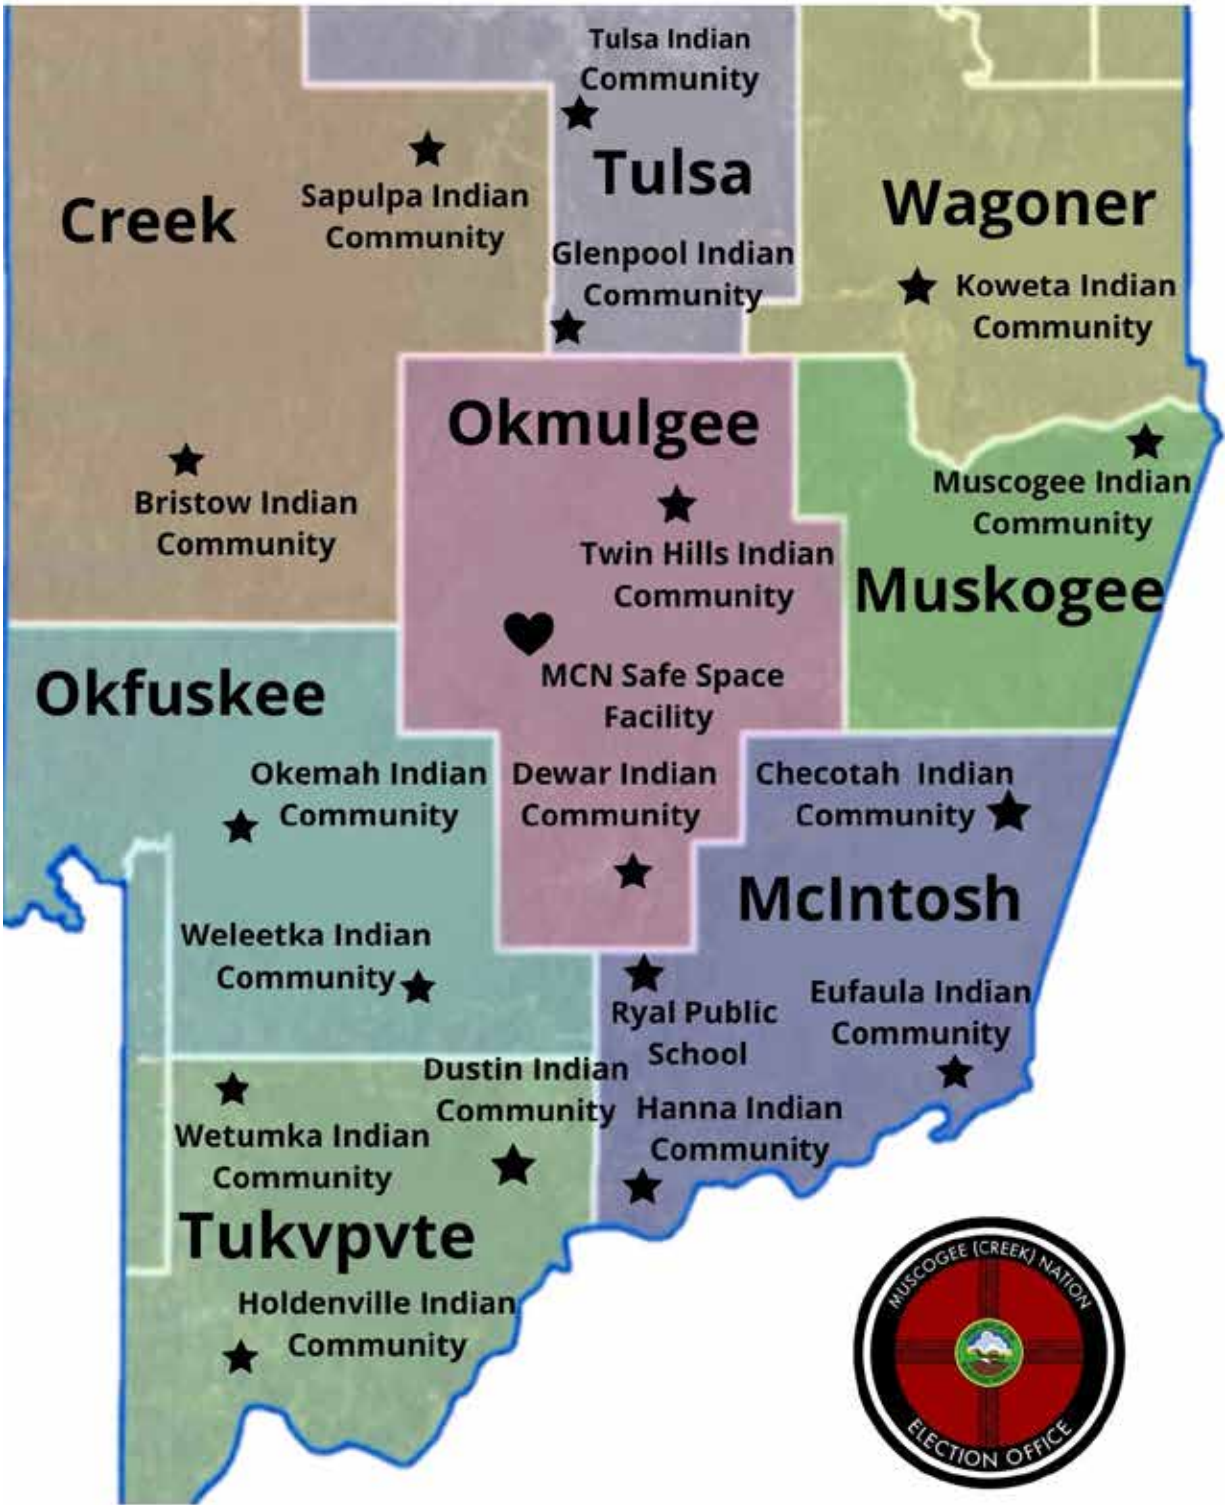 Tulsa Indian
Community
Tulsa
Creek
Sapulpa Indian
Community
Wagoner
Glenpool Indian
Community
Koweta Indian
Community
Okmulgee
Bristow Indian
Community
Muscogee Indian
Community
Twin Hills Indian
Community
Muskogee
MCN Safe Space
Facility
Okfuskee
Okemah Indian
Community
Dewar Indian
Community
Checotah Indian
Community
McIntosh
Weleetka Indian
Community
Ryal Public
School
Eufaula Indian
Community
Dustin Indian
Community
Hanna Indian
Community
Wetumka Indian
Community
Tukvpvte
Holdenville Indian
Community
MUSCOGEE (CREEK) NATION
ELECTION OFFICE